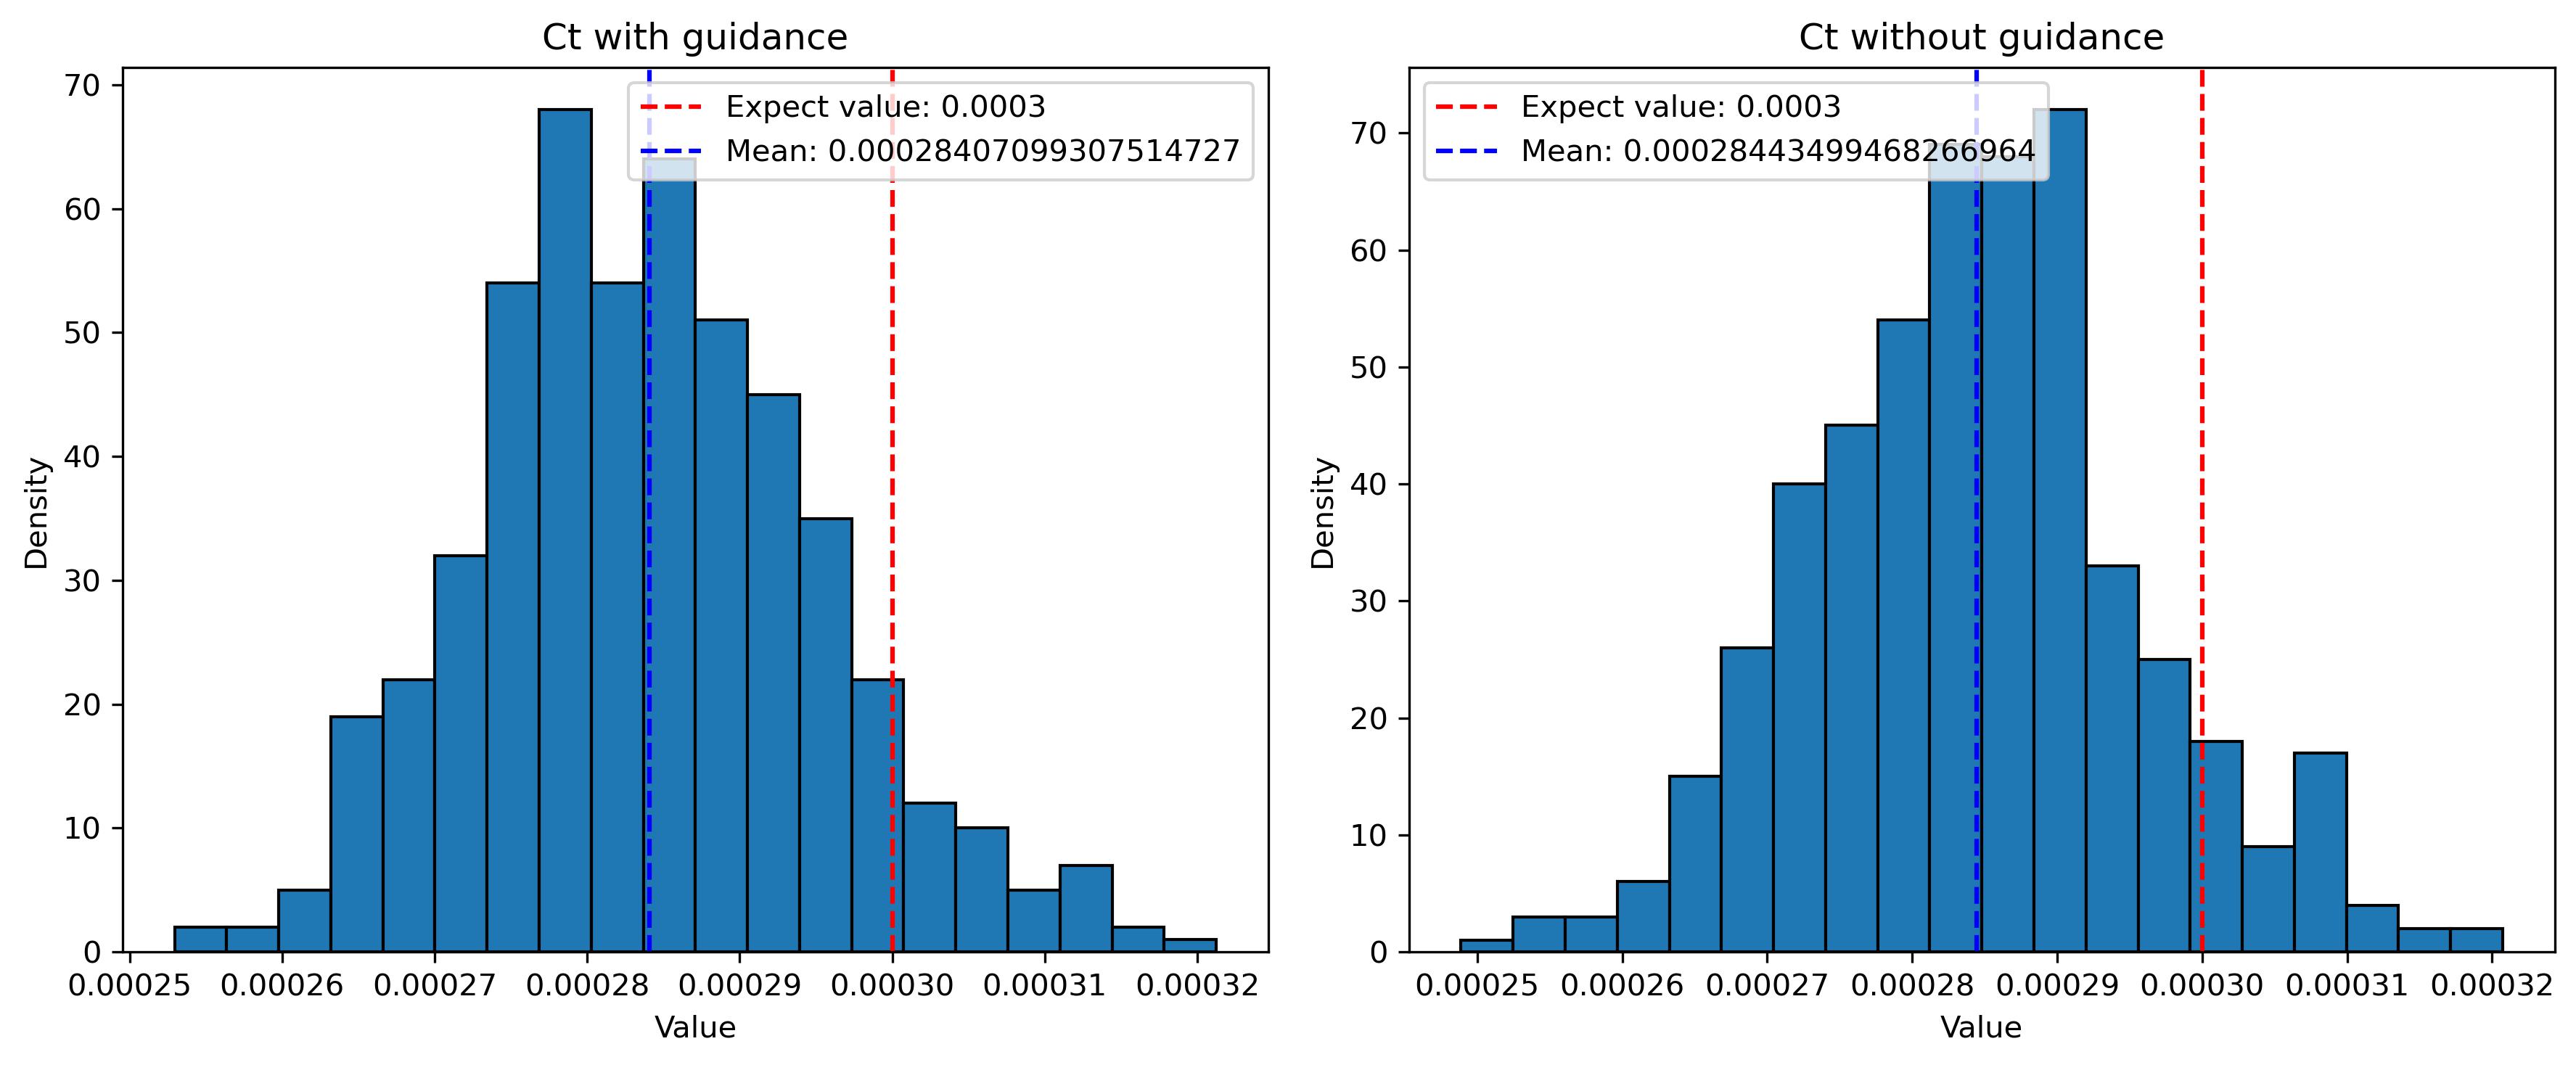 Ct with guidance
Expect value: 0.0003
Mean: 0.00028407099307514727
70
60
50
40
30
20
10
0
Density
0.00025 0.00026 0.00027 0.00028 0.00029 0.00030 0.00031 0.00032
Value
Ct without guidance
Expect value: 0.0003
Mean: 0.00028443499468266964
70
60
50
40
30
20
10
0
Density
0.00025 0.00026 0.00027 0.00028 0.00029 0.00030 0.00031 0.00032
Value